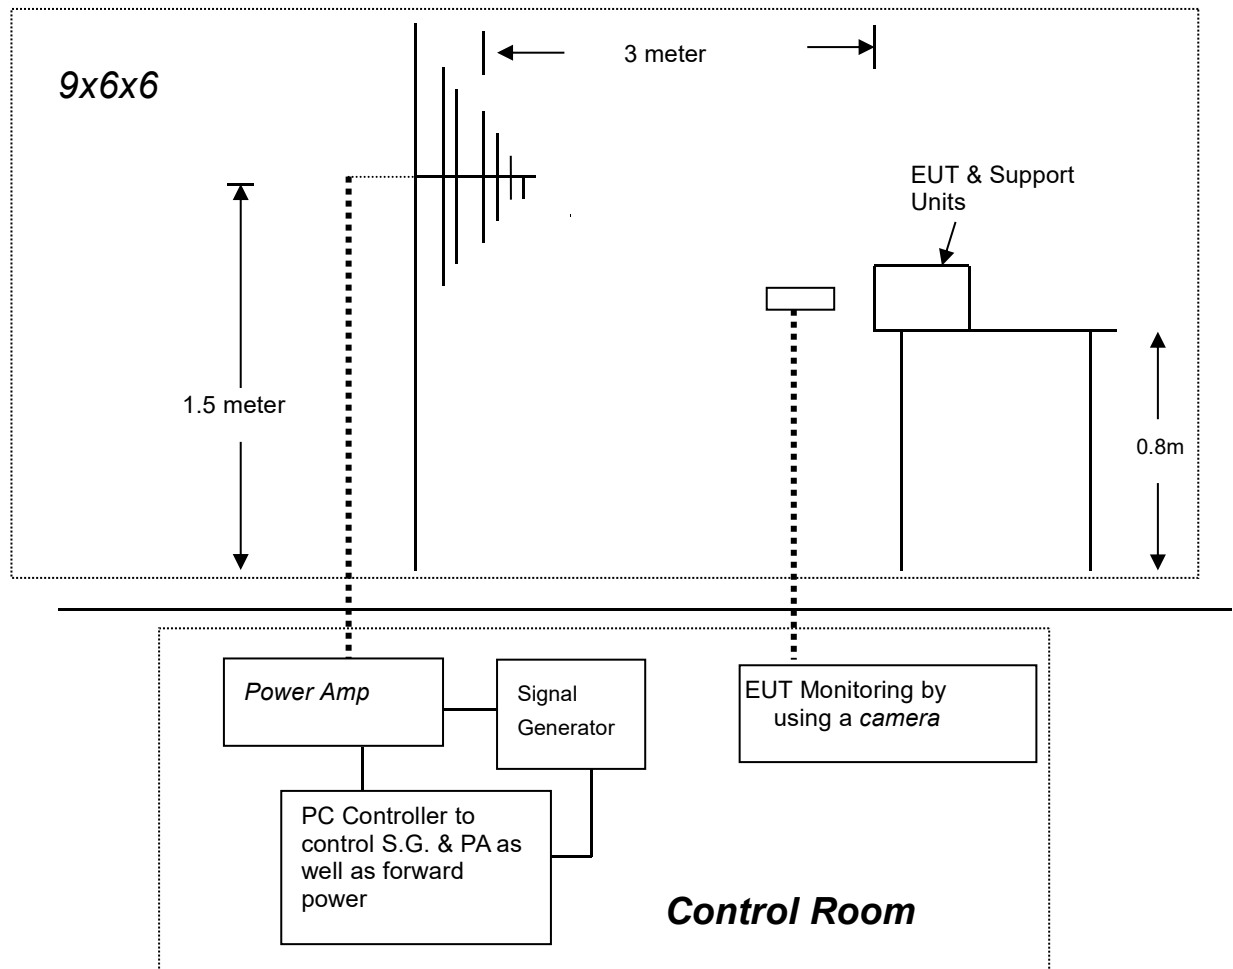 3 meter
9x6x6
EUT & Support
Units
1.5 meter
0.8m
Power Amp
Signal
Generator
EUT Monitoring by
using a camera
PC Controller to
control S.G. & PA as
well as forward
power
Control Room